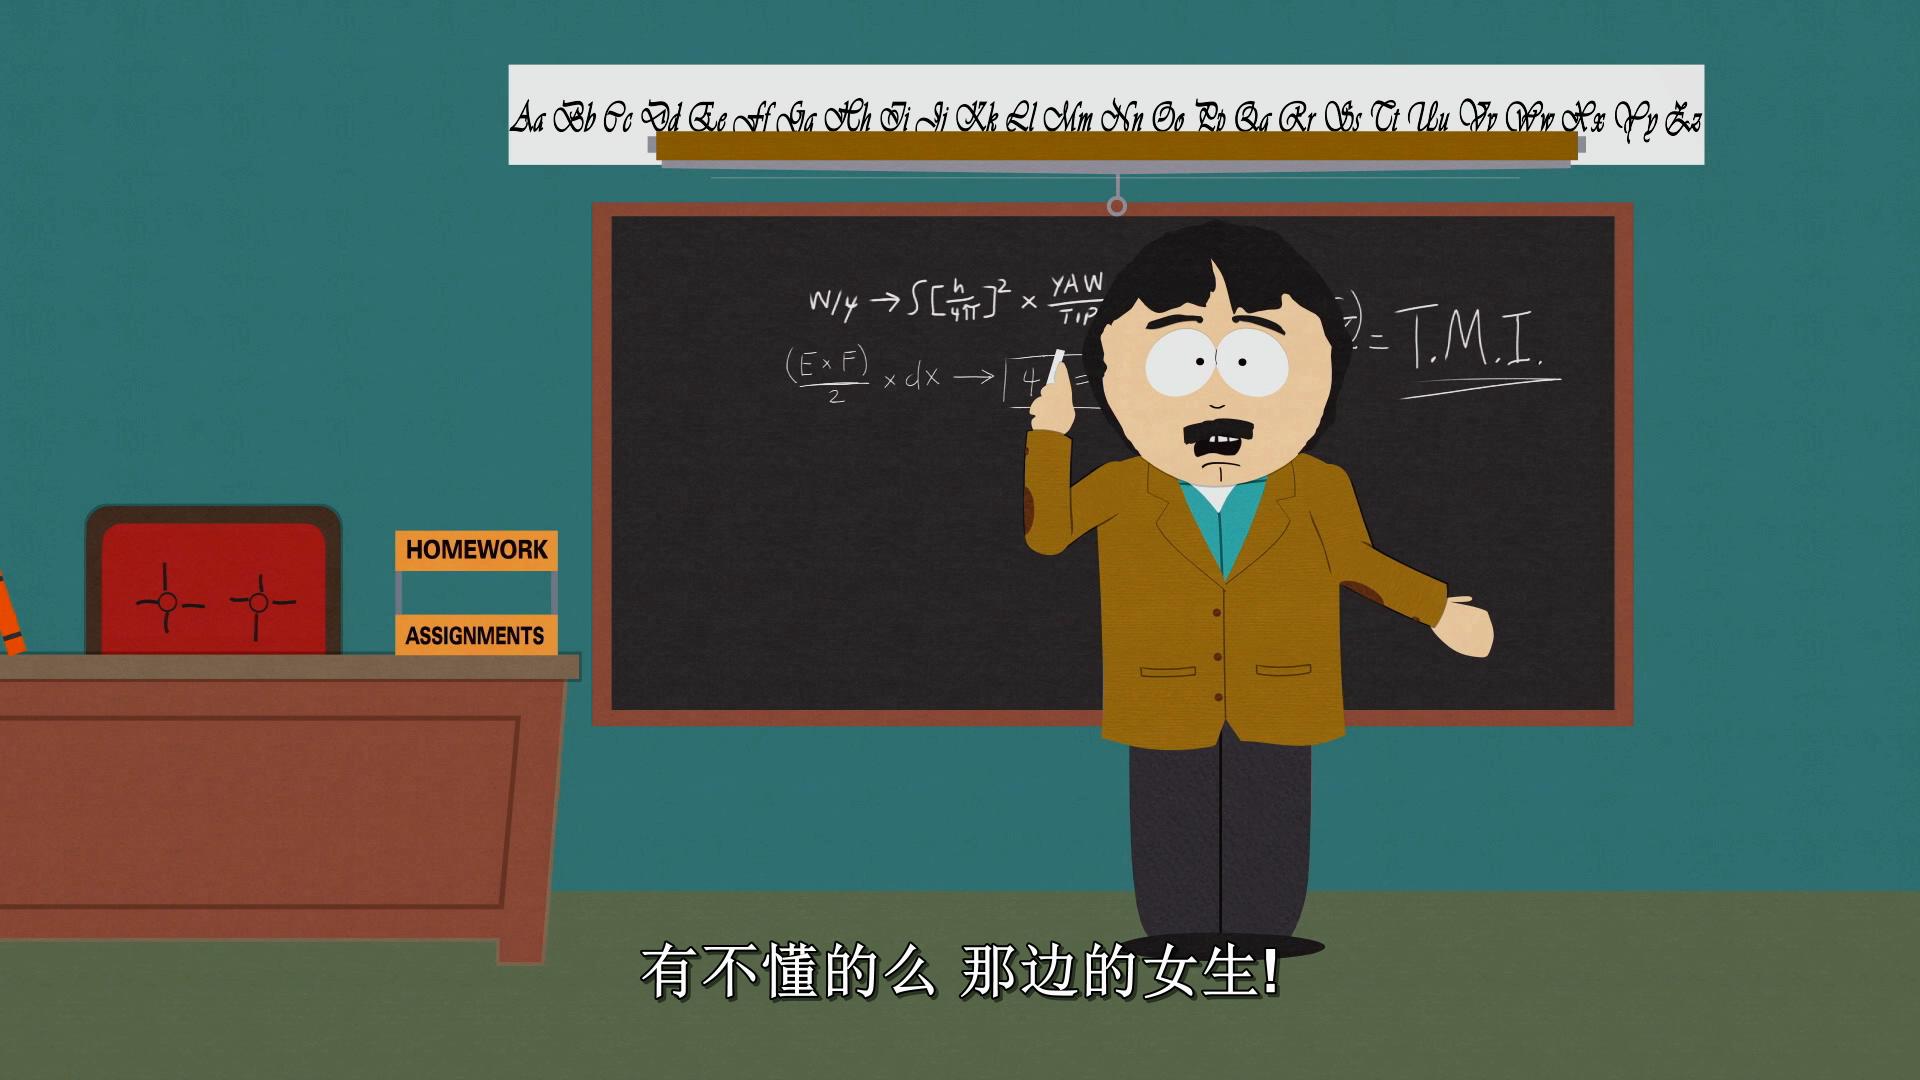 Aa Bb Cc Dd Ee Ff Gg Hh Ii Jj Kk Ll Mm Nn Oo Pp Qq Rr Ss Tt Uu Vv Ww Xx Yy Zz
W/y → ∫[h/4π]² × YAW/TIP
) = T.M.I.
(E × F)/2 × dx → 4 =
HOMEWORK
ASSIGNMENTS
有不懂的么 那边的女生!